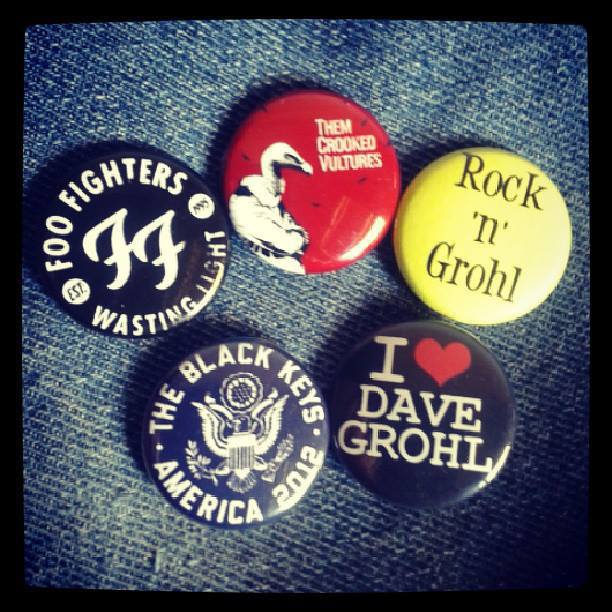 THEM
CROOKED
VULTURES
FOO FIGHTERS
FF
EST.
WASTING LIGHT
Rock
'n'
Grohl
THE BLACK KEYS
AMERICA 2012
I ♥
DAVE
GROHL